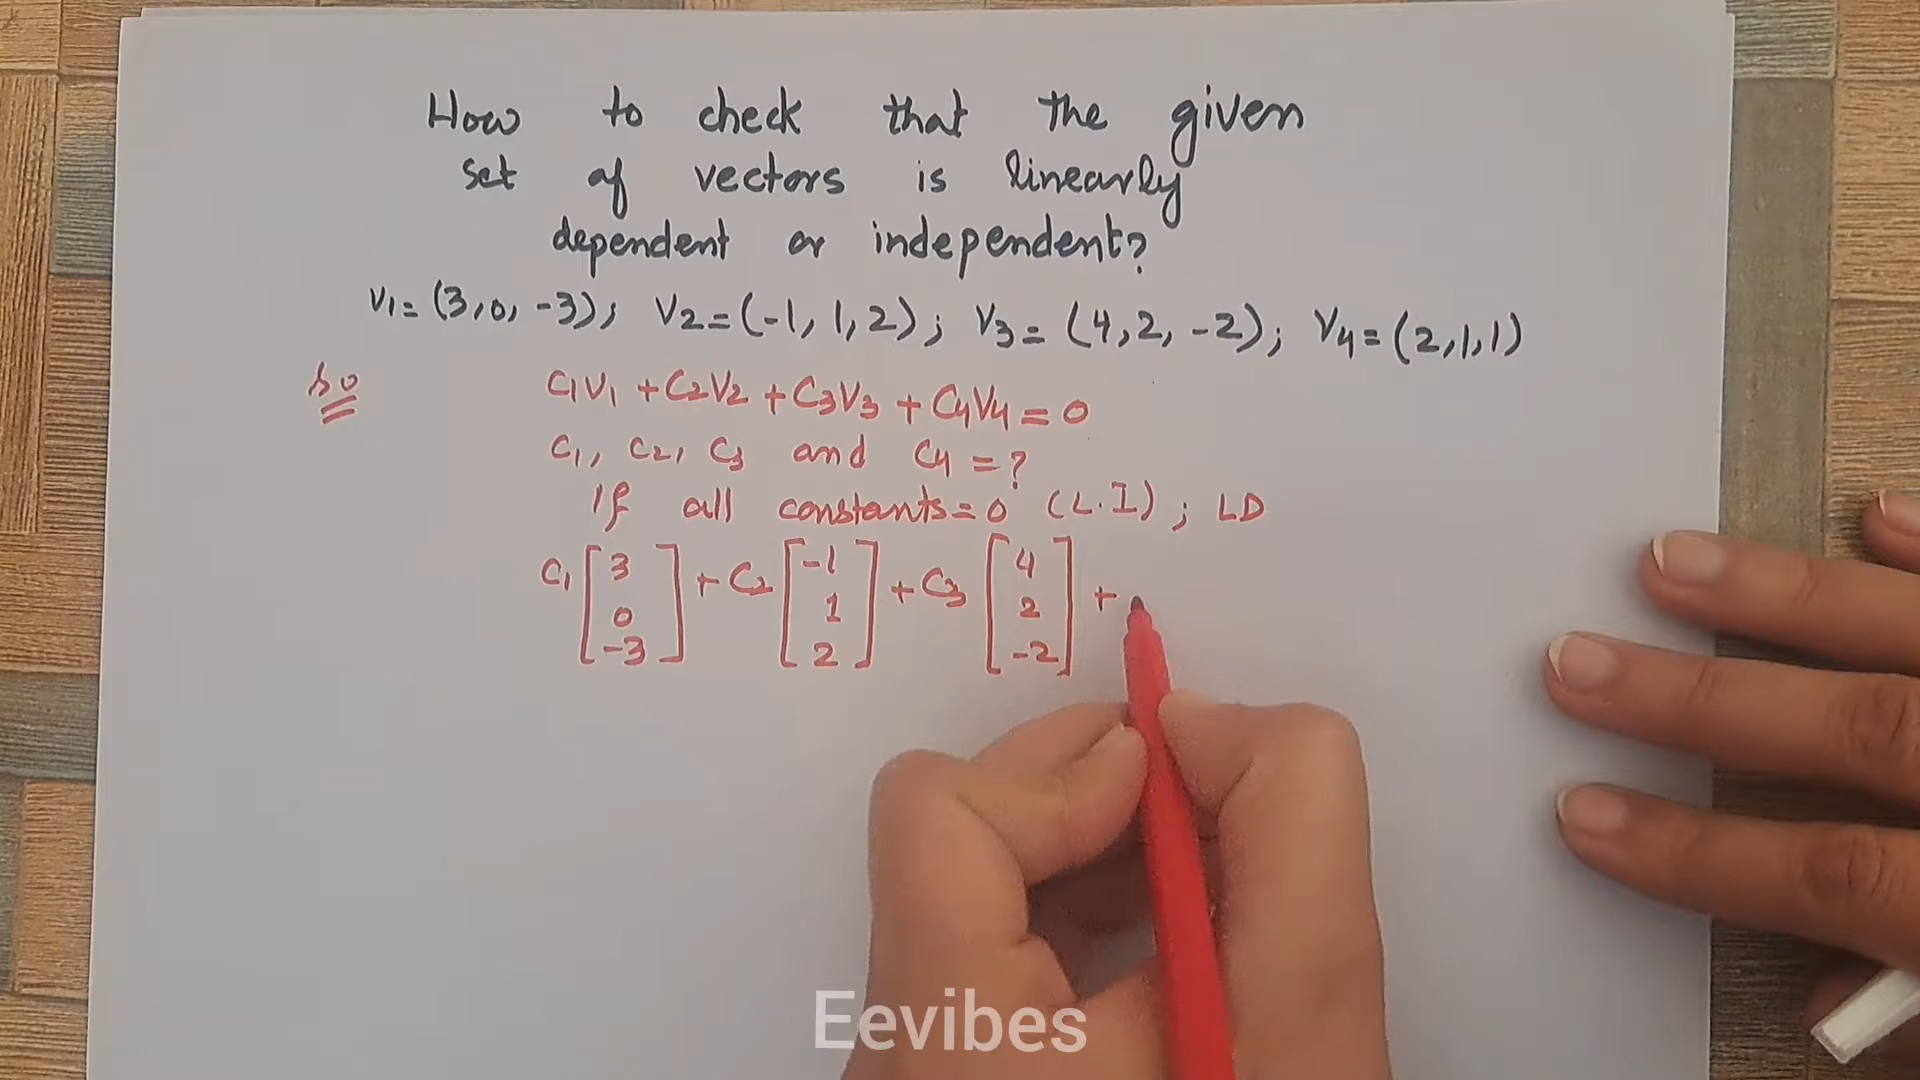 How to check that the given
set of vectors is linearly
dependent or independent?
V1=(3,0,-3); V2=(-1,1,2); V3=(4,2,-2); V4=(2,1,1)
so C1V1+C2V2+C3V3+C4V4=0
C1, C2, C3 and C4=?
If all constants=0 (L.I); LD
C1[3 0 -3]+C2[-1 1 2]+C3[4 2 -2]+
Eevibes